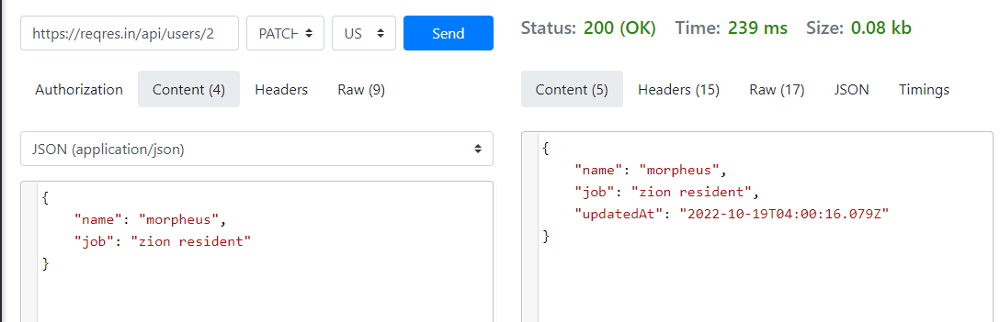 https://reqres.in/api/users/2 PATCH US Send
Authorization Content (4) Headers Raw (9)
JSON (application/json)
{
    "name": "morpheus",
    "job": "zion resident"
}
Status: 200 (OK) Time: 239 ms Size: 0.08 kb
Content (5) Headers (15) Raw (17) JSON Timings
{
    "name": "morpheus",
    "job": "zion resident",
    "updatedAt": "2022-10-19T04:00:16.079Z"
}